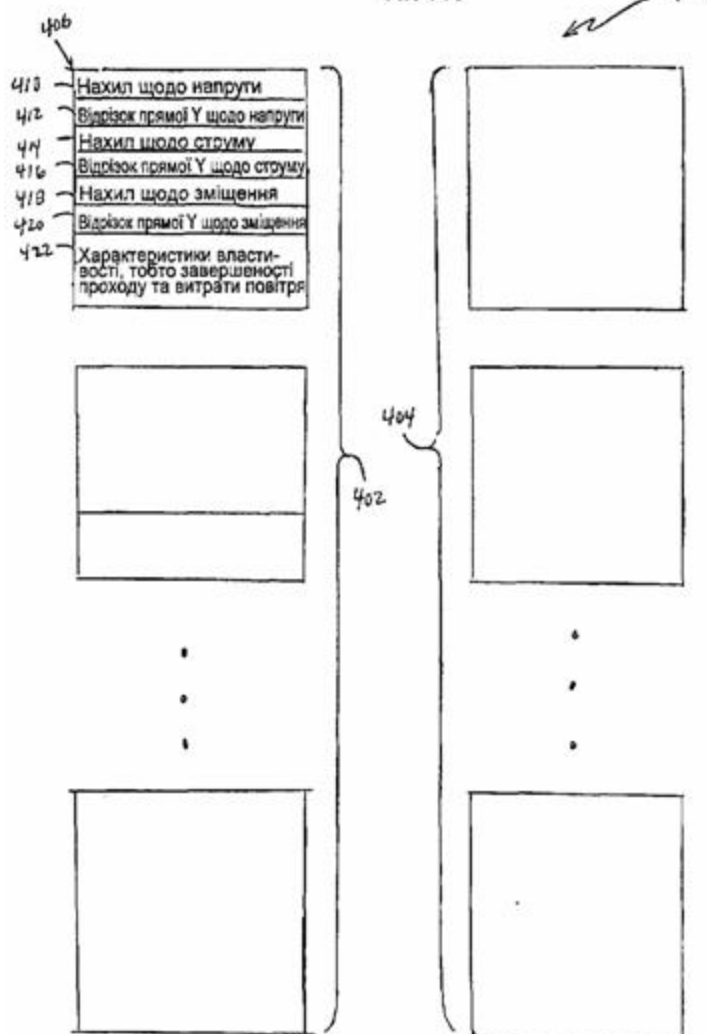 406
410 Нахил щодо напруги
412 Відрізок прямої Y щодо напруги
414 Нахил щодо струму
416 Відрізок прямої Y щодо струму
418 Нахил щодо зміщення
420 Відрізок прямої Y щодо зміщення
422 Характеристики власти-
вості, тобто завершеності
проходу та витрати повітря
404
402